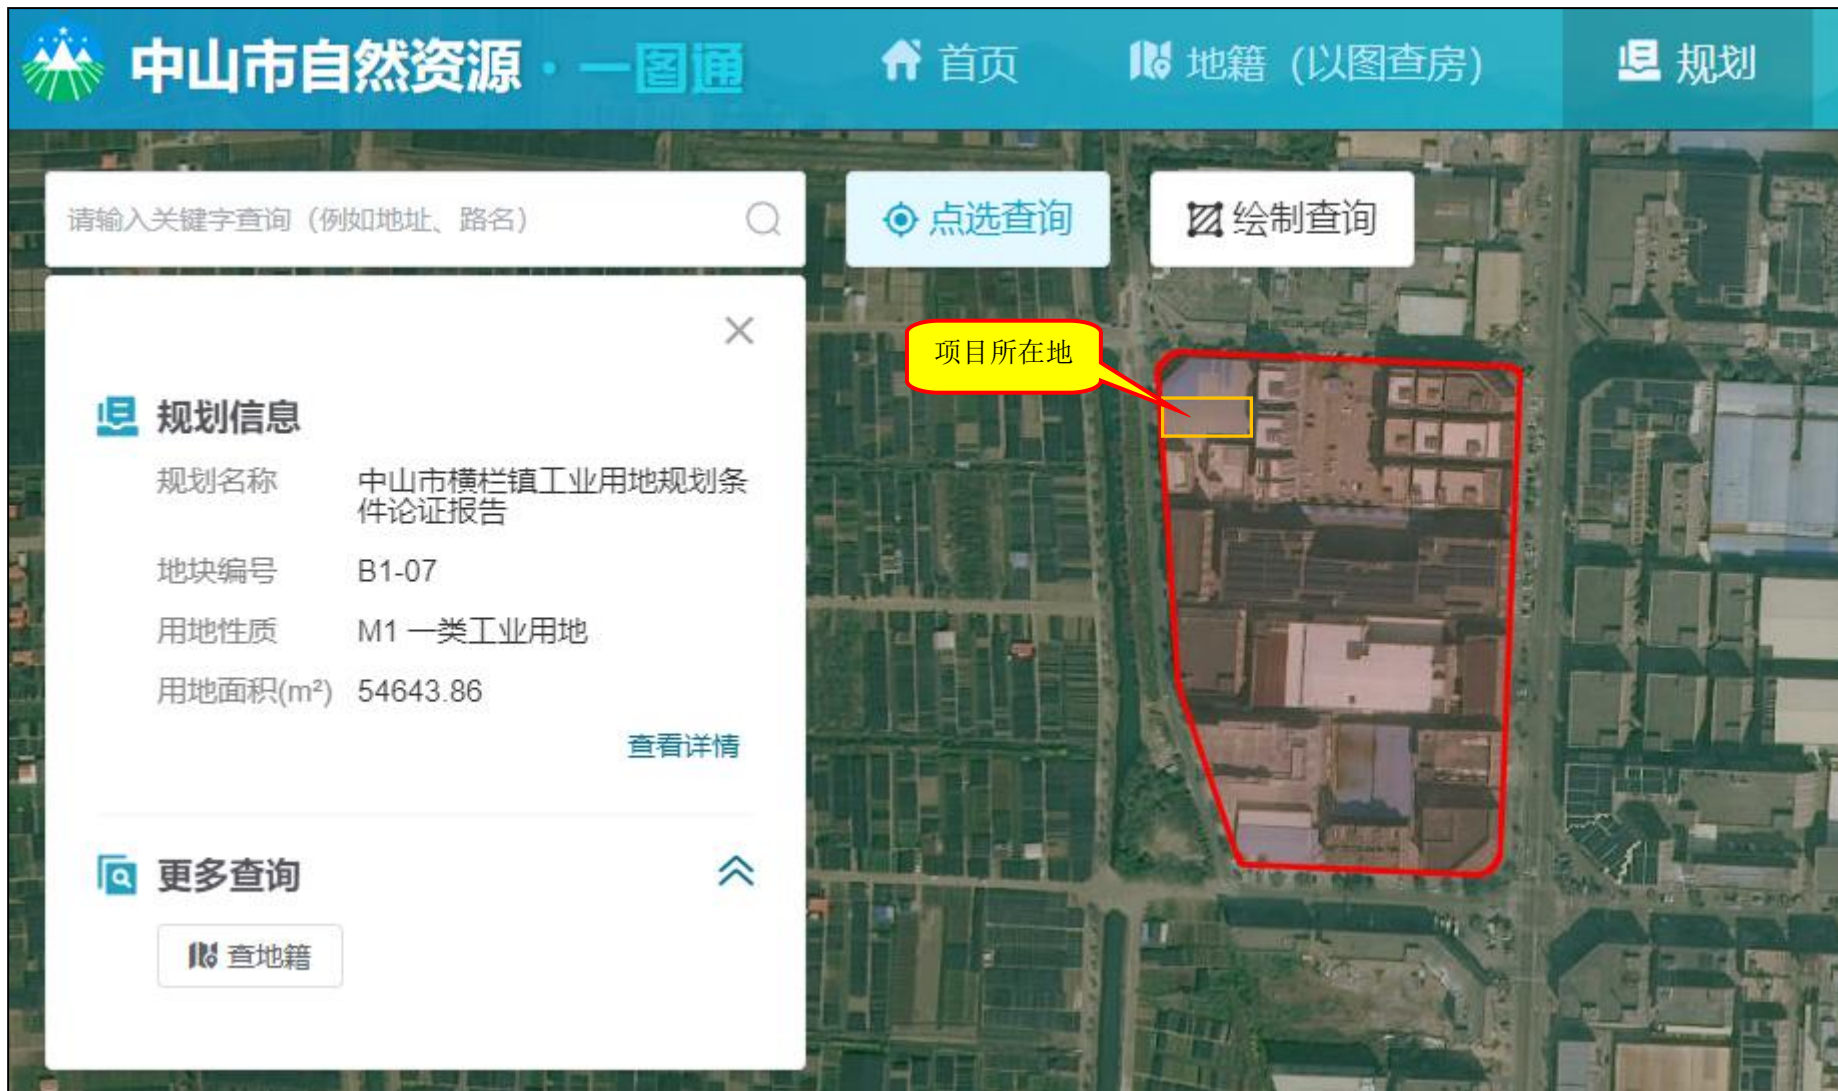 中山市自然资源·一图通
首页
地籍（以图查房）
规划
请输入关键字查询（例如地址、路名）
点选查询
绘制查询
项目所在地
规划信息
规划名称
中山市横栏镇工业用地规划条
件论证报告
地块编号
B1-07
用地性质
M1 一类工业用地
用地面积(m²)
54643.86
查看详情
更多查询
查地籍